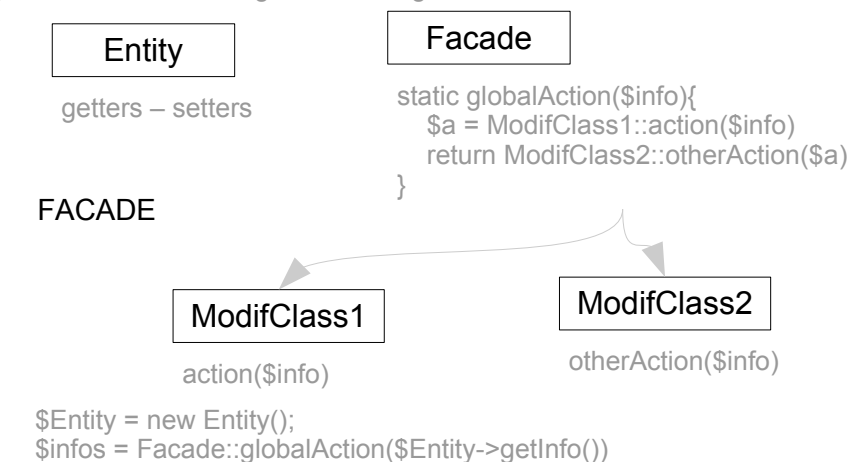 Entity
Facade
getters – setters
static globalAction($info){
$a = ModifClass1::action($info)
return ModifClass2::otherAction($a)
}
FACADE
ModifClass1
ModifClass2
action($info)
otherAction($info)
$Entity = new Entity();
$infos = Facade::globalAction($Entity->getInfo())